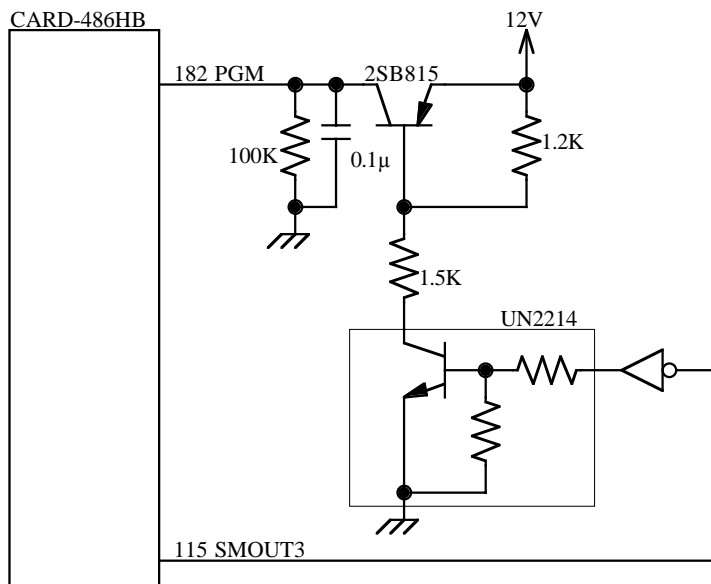 CARD-486HB
12V
182 PGM
2SB815
100K
0.1μ
1.2K
1.5K
UN2214
115 SMOUT3